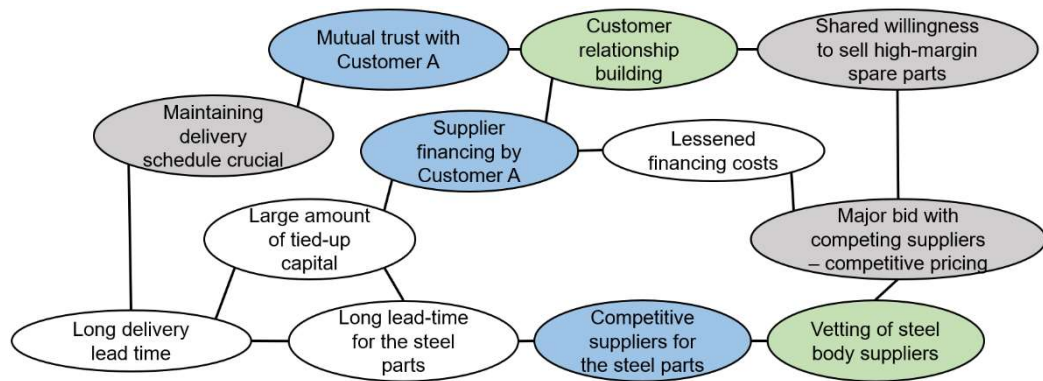 Mutual trust with
Customer A
Customer
relationship
building
Shared willingness
to sell high-margin
spare parts
Maintaining
delivery
schedule crucial
Supplier
financing by
Customer A
Lessened
financing costs
Large amount
of tied-up
capital
Major bid with
competing suppliers
– competitive pricing
Long delivery
lead time
Long lead-time
for the steel
parts
Competitive
suppliers for
the steel parts
Vetting of steel
body suppliers